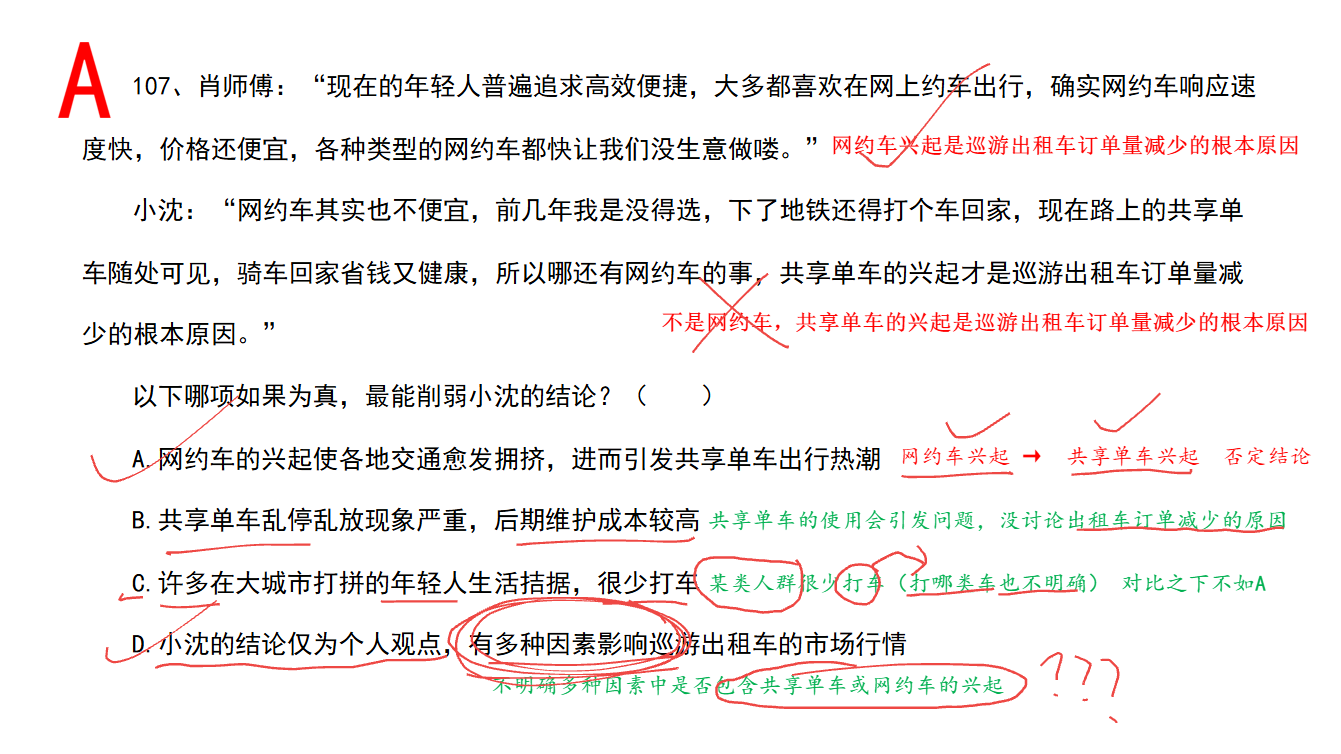 A
107、肖师傅：“现在的年轻人普遍追求高效便捷，大多都喜欢在网上约车出行，确实网约车响应速
度快，价格还便宜，各种类型的网约车都快让我们没生意做喽。” 网约车兴起是巡游出租车订单量减少的根本原因
小沈：“网约车其实也不便宜，前几年我是没得选，下了地铁还得打个车回家，现在路上的共享单
车随处可见，骑车回家省钱又健康，所以哪还有网约车的事，共享单车的兴起才是巡游出租车订单量减
少的根本原因。” 不是网约车，共享单车的兴起是巡游出租车订单量减少的根本原因
以下哪项如果为真，最能削弱小沈的结论？（ ）
A.网约车的兴起使各地交通愈发拥挤，进而引发共享单车出行热潮 网约车兴起 → 共享单车兴起 否定结论
B.共享单车乱停乱放现象严重，后期维护成本较高 共享单车的使用会引发问题，没讨论出租车订单减少的原因
C.许多在大城市打拼的年轻人生活拮据，很少打车 某类人群很少打车（打哪类车也不明确） 对比之下不如A
D.小沈的结论仅为个人观点，有多种因素影响巡游出租车的市场行情
不明确多种因素中是否包含共享单车或网约车的兴起 ???